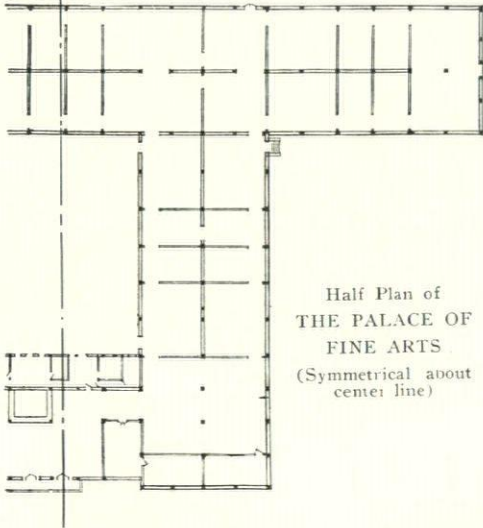 Half Plan of
THE PALACE OF
FINE ARTS
(Symmetrical about
center line)